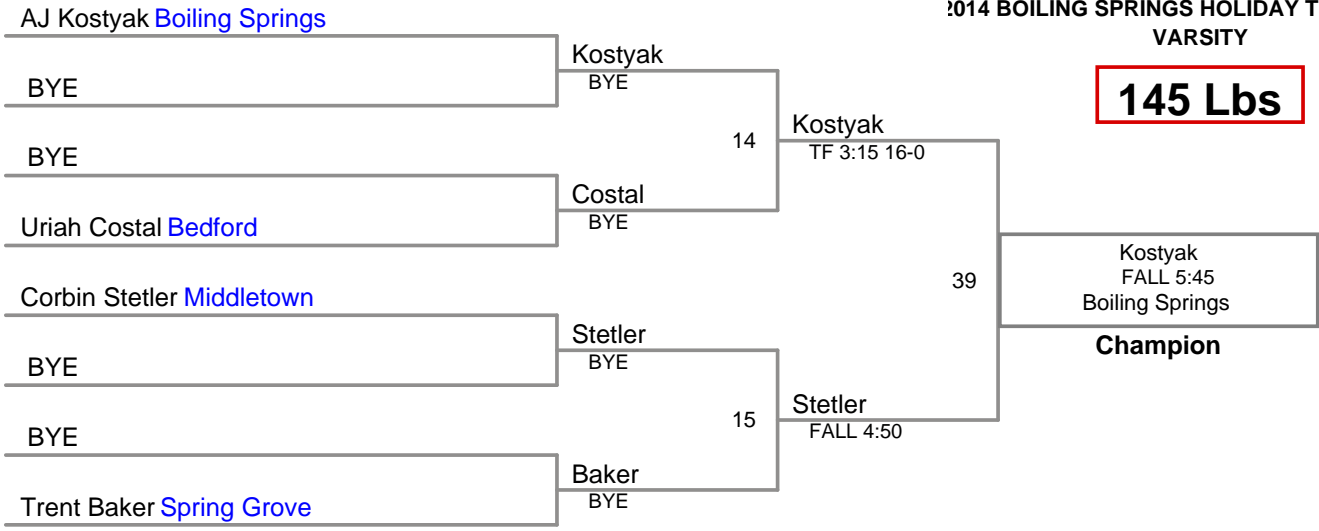 2014 BOILING SPRINGS HOLIDAY T
VARSITY
145 Lbs
AJ Kostyak Boiling Springs
BYE
BYE
Uriah Costal Bedford
Corbin Stetler Middletown
BYE
BYE
Trent Baker Spring Grove
Kostyak
BYE
14
Costal
BYE
Stetler
BYE
15
Baker
BYE
Kostyak
TF 3:15 16-0
39
Stetler
FALL 4:50
Kostyak
FALL 5:45
Boiling Springs
Champion